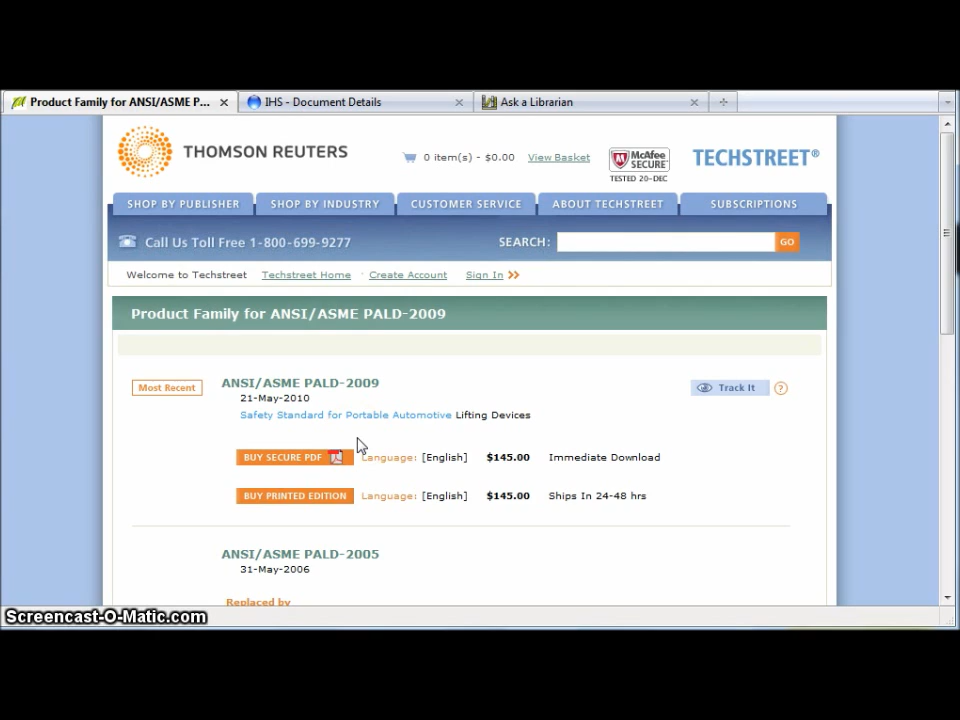 Product Family for ANSI/ASME P...
IHS - Document Details
Ask a Librarian
THOMSON REUTERS
0 item(s) - $0.00
View Basket
McAfee
SECURE
TESTED 20-DEC
TECHSTREET®
SHOP BY PUBLISHER
SHOP BY INDUSTRY
CUSTOMER SERVICE
ABOUT TECHSTREET
SUBSCRIPTIONS
Call Us Toll Free 1-800-699-9277
SEARCH:
GO
Welcome to Techstreet
Techstreet Home
Create Account
Sign In
Product Family for ANSI/ASME PALD-2009
Most Recent
ANSI/ASME PALD-2009
Track It
?
21-May-2010
Safety Standard for Portable Automotive Lifting Devices
BUY SECURE PDF
Language: [English]
$145.00
Immediate Download
BUY PRINTED EDITION
Language: [English]
$145.00
Ships In 24-48 hrs
ANSI/ASME PALD-2005
31-May-2006
Replaced by
Screencast-O-Matic.com